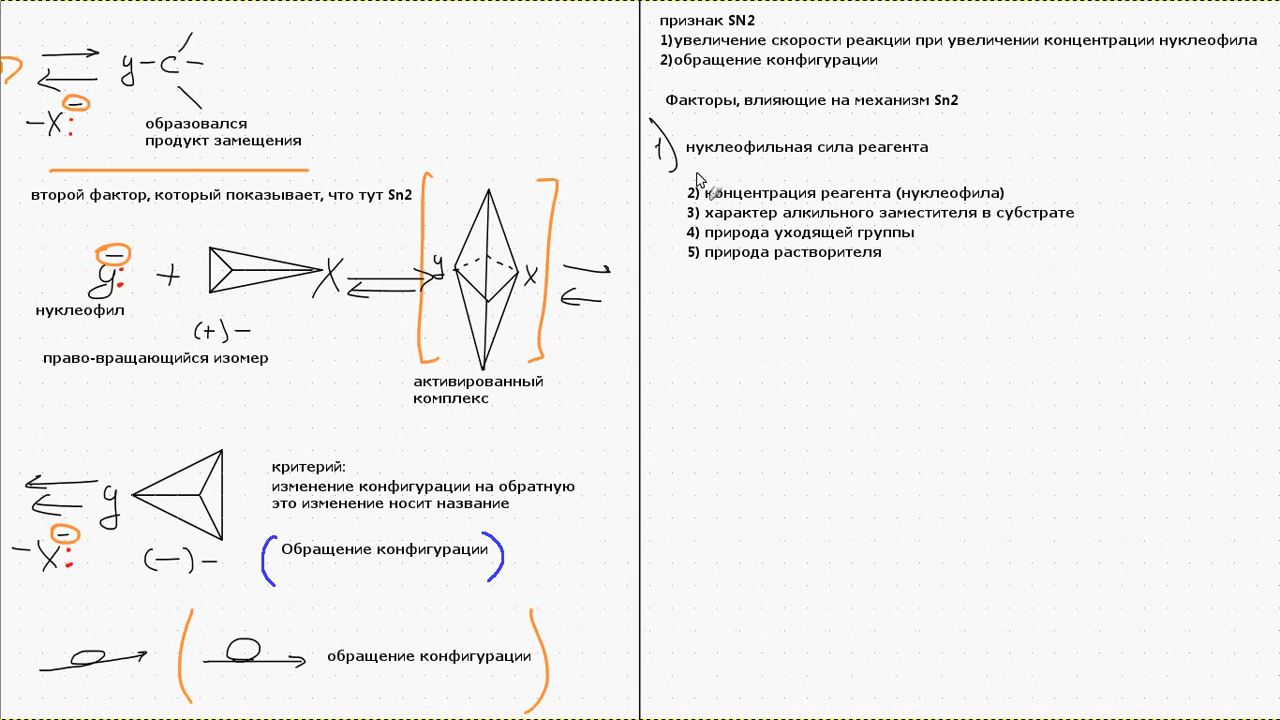 y – C –
– X:
образовался
продукт замещения
второй фактор, который показывает, что тут Sn2
y: + X
y X
нуклеофил
(+) –
право-вращающийся изомер
активированный
комплекс
y
– X:
(–) –
критерий:
изменение конфигурации на обратную
это изменение носит название
Обращение конфигурации
обращение конфигурации
признак SN2
1)увеличение скорости реакции при увеличении концентрации нуклеофила
2)обращение конфигурации
Факторы, влияющие на механизм Sn2
1) нуклеофильная сила реагента
2) концентрация реагента (нуклеофила)
3) характер алкильного заместителя в субстрате
4) природа уходящей группы
5) природа растворителя